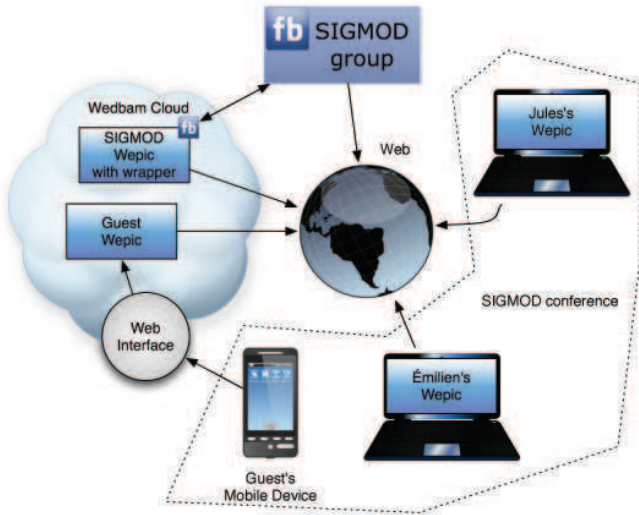 fb SIGMOD
group
Wedbam Cloud
fb
SIGMOD
Wepic
with wrapper
Web
Jules's
Wepic
Guest
Wepic
SIGMOD conference
Web
Interface
Émilien's
Wepic
Guest's
Mobile Device